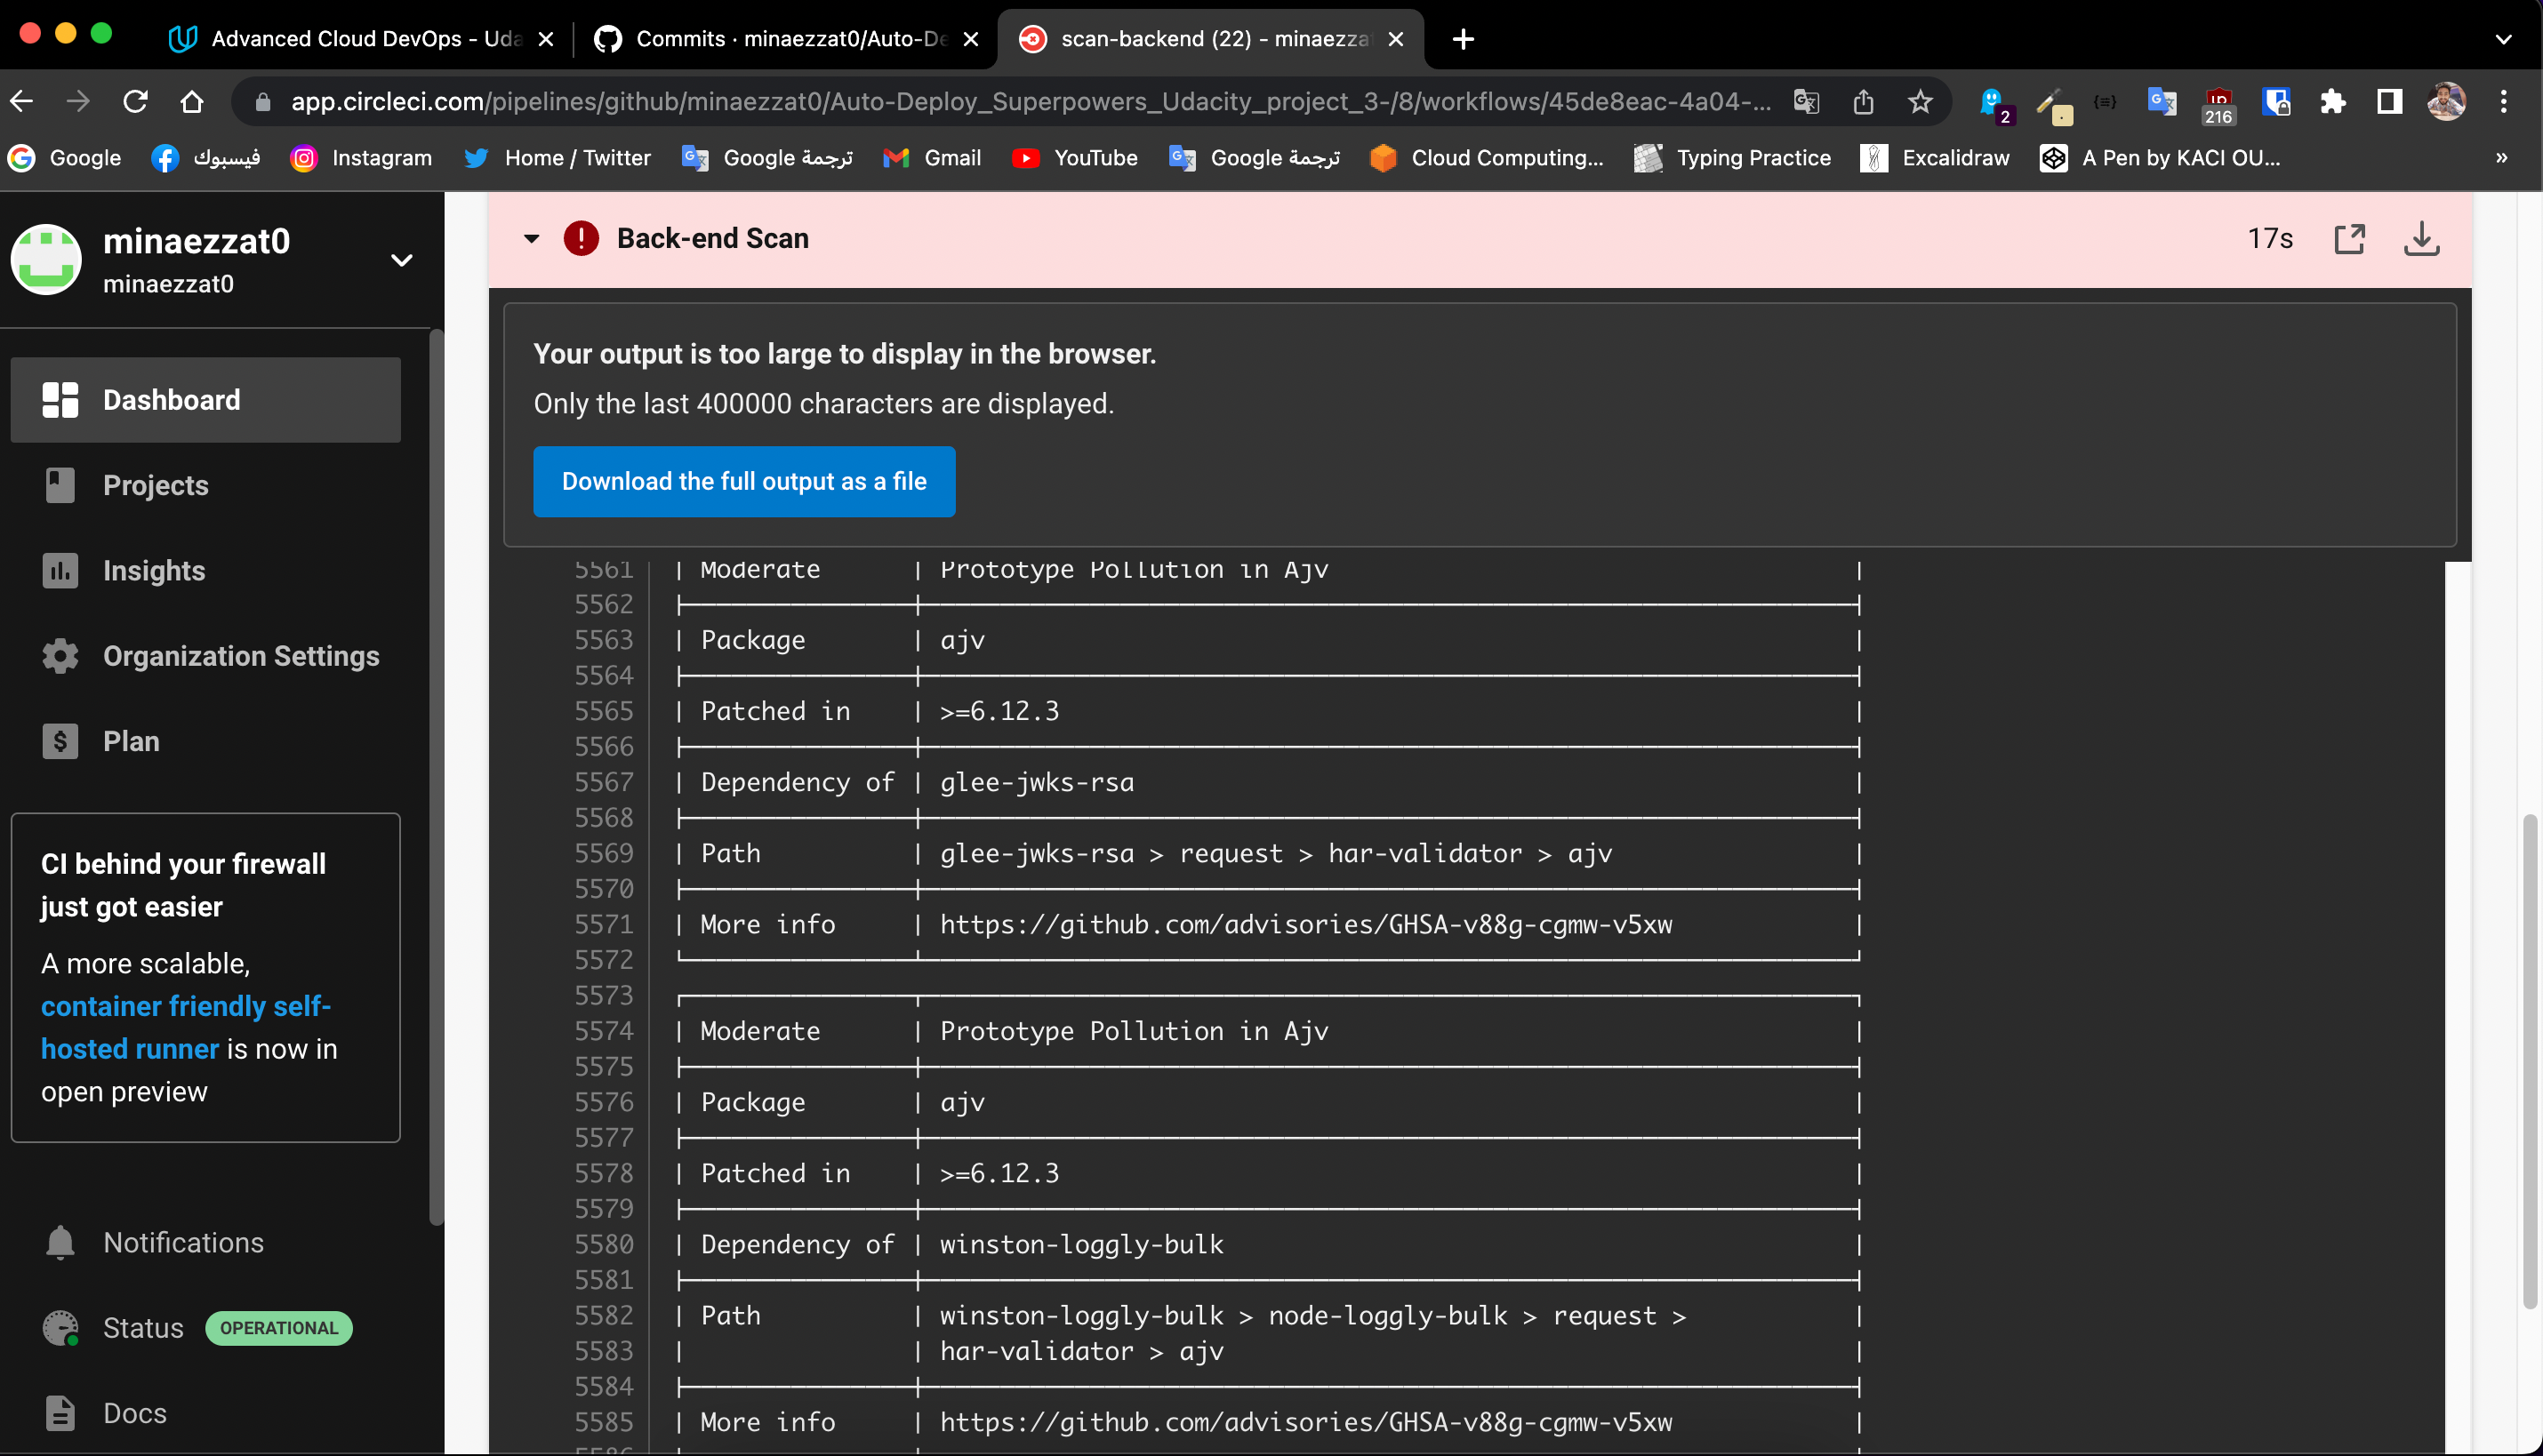 Advanced Cloud DevOps - Uda
Commits · minaezzat0/Auto-De
scan-backend (22) - minaezza
app.circleci.com/pipelines/github/minaezzat0/Auto-Deploy_Superpowers_Udacity_project_3-/8/workflows/45de8eac-4a04-...
2
216
Google
فيسبوك
Instagram
Home / Twitter
ترجمة Google
Gmail
YouTube
ترجمة Google
Cloud Computing...
Typing Practice
Excalidraw
A Pen by KACI OU...
»
minaezzat0
minaezzat0
Dashboard
Projects
Insights
Organization Settings
Plan
CI behind your firewall
just got easier
A more scalable,
container friendly self-
hosted runner is now in
open preview
Notifications
Status OPERATIONAL
Docs
Back-end Scan
17s
Your output is too large to display in the browser.
Only the last 400000 characters are displayed.
Download the full output as a file
5561 | Moderate | Prototype Pollution in Ajv |
5562
5563 | Package | ajv |
5564
5565 | Patched in | >=6.12.3 |
5566
5567 | Dependency of | glee-jwks-rsa |
5568
5569 | Path | glee-jwks-rsa > request > har-validator > ajv |
5570
5571 | More info | https://github.com/advisories/GHSA-v88g-cgmw-v5xw |
5572
5573
5574 | Moderate | Prototype Pollution in Ajv |
5575
5576 | Package | ajv |
5577
5578 | Patched in | >=6.12.3 |
5579
5580 | Dependency of | winston-loggly-bulk |
5581
5582 | Path | winston-loggly-bulk > node-loggly-bulk > request > |
5583 | | har-validator > ajv |
5584
5585 | More info | https://github.com/advisories/GHSA-v88g-cgmw-v5xw |